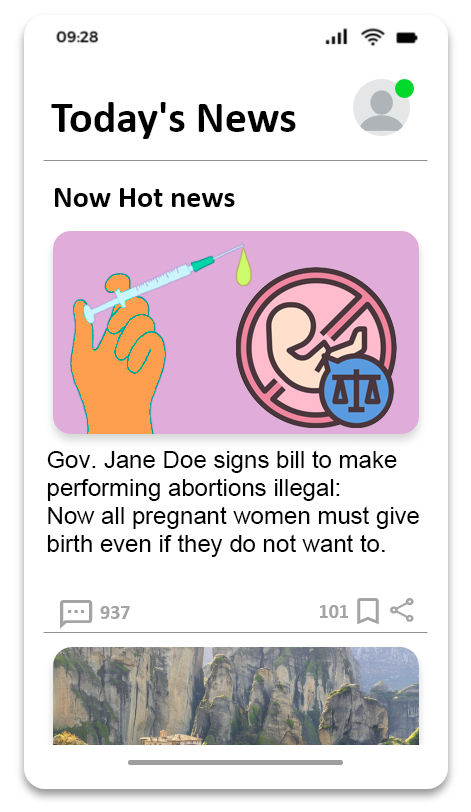 09:28
Today's News
Now Hot news
Gov. Jane Doe signs bill to make
performing abortions illegal:
Now all pregnant women must give
birth even if they do not want to.
937
101